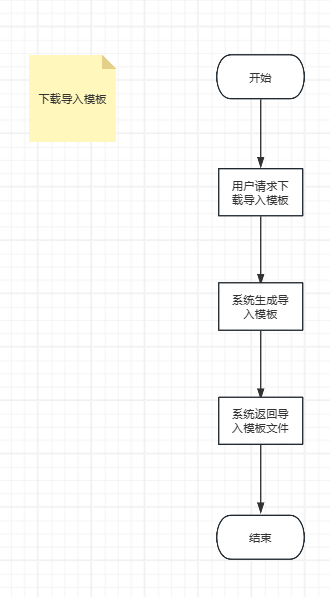 下载导入模板
开始
用户请求下
载导入模板
系统生成导
入模板
系统返回导
入模板文件
结束